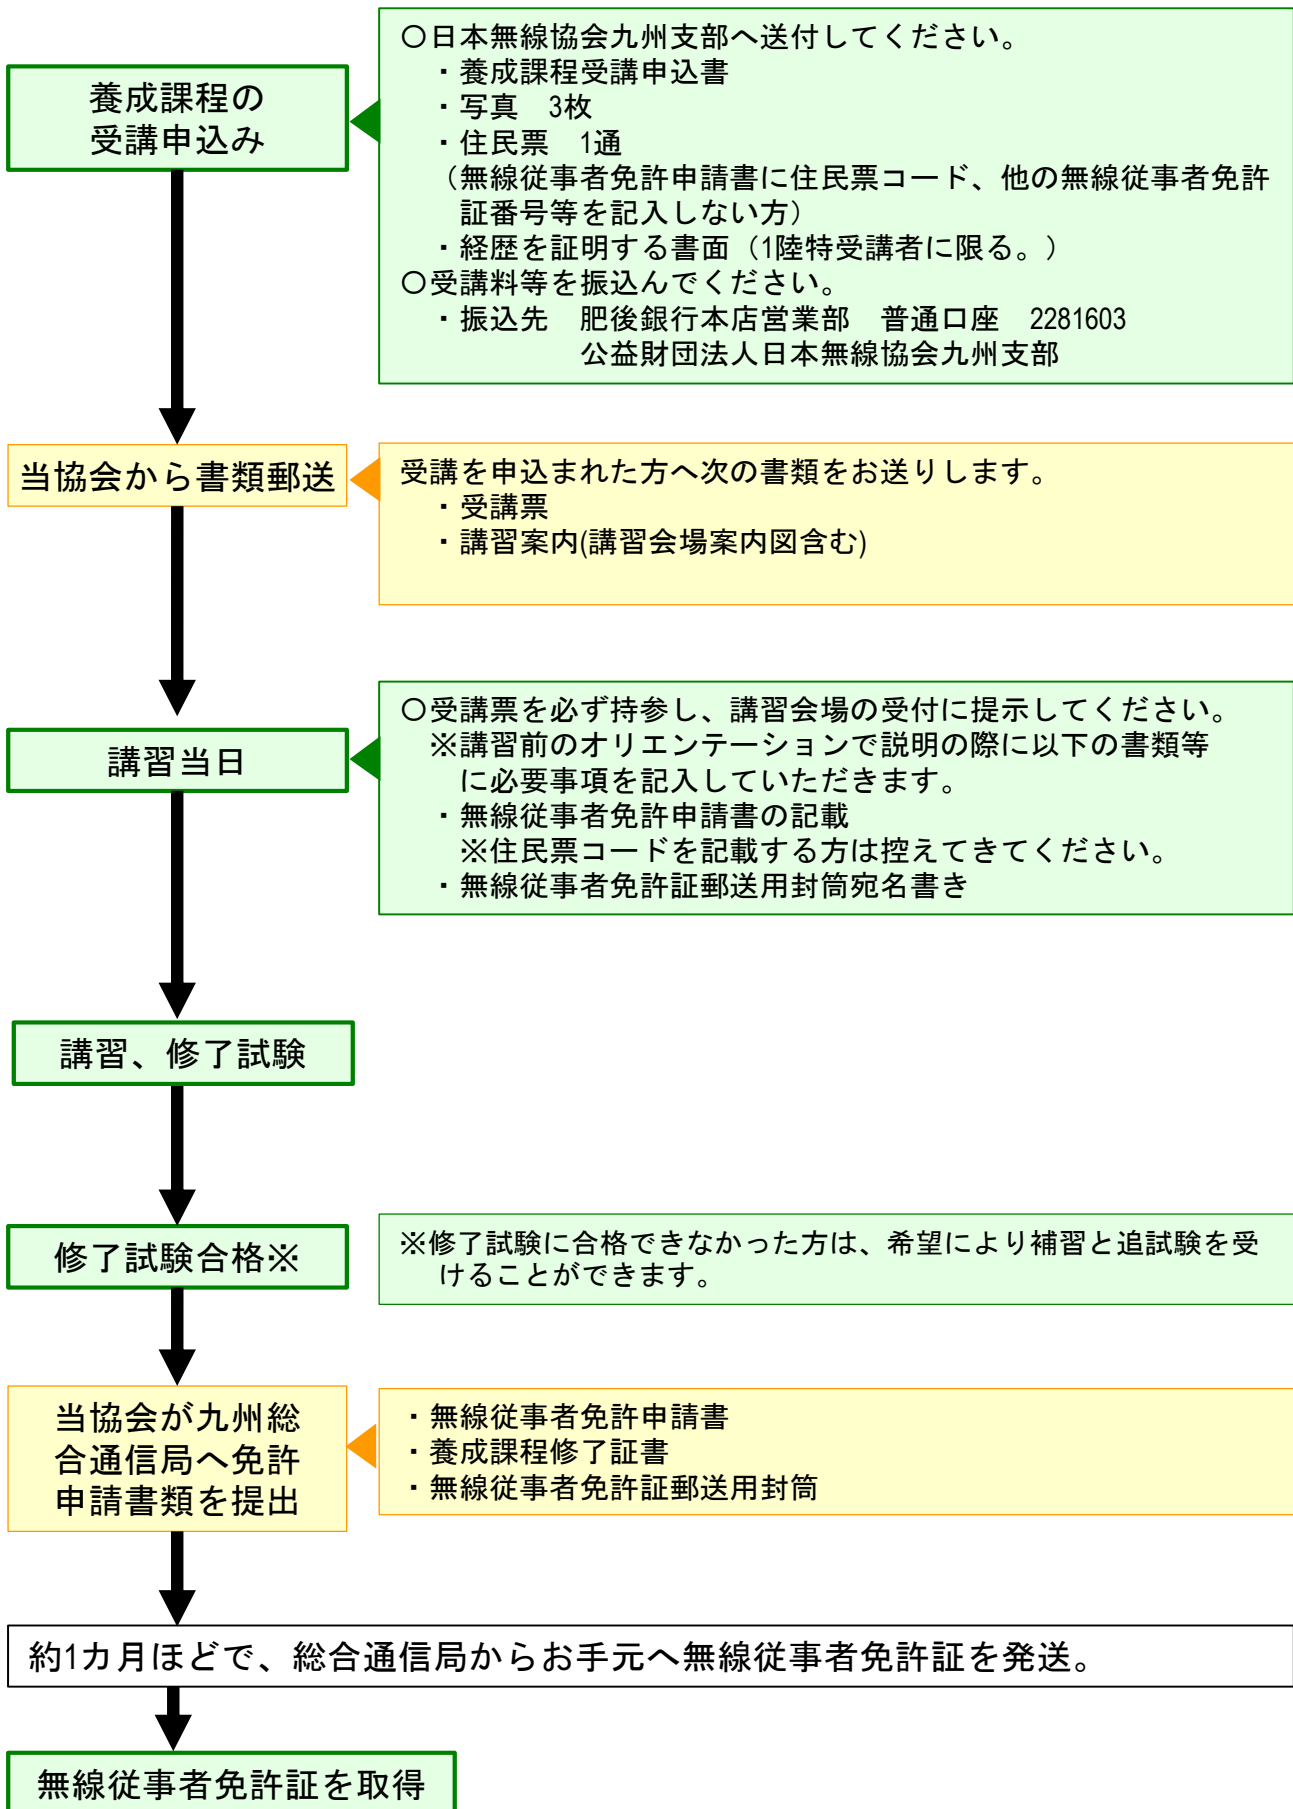 養成課程の
受講申込み
〇日本無線協会九州支部へ送付してください。
・養成課程受講申込書
・写真　3枚
・住民票　1通
（無線従事者免許申請書に住民票コード、他の無線従事者免許
証番号等を記入しない方）
・経歴を証明する書面（1陸特受講者に限る。）
〇受講料等を振込んでください。
・振込先　肥後銀行本店営業部　普通口座　2281603
公益財団法人日本無線協会九州支部
当協会から書類郵送
受講を申込まれた方へ次の書類をお送りします。
・受講票
・講習案内(講習会場案内図含む)
講習当日
〇受講票を必ず持参し、講習会場の受付に提示してください。
※講習前のオリエンテーションで説明の際に以下の書類等
に必要事項を記入していただきます。
・無線従事者免許申請書の記載
※住民票コードを記載する方は控えてきてください。
・無線従事者免許証郵送用封筒宛名書き
講習、修了試験
修了試験合格※
※修了試験に合格できなかった方は、希望により補習と追試験を受
けることができます。
当協会が九州総
合通信局へ免許
申請書類を提出
・無線従事者免許申請書
・養成課程修了証書
・無線従事者免許証郵送用封筒
約1カ月ほどで、総合通信局からお手元へ無線従事者免許証を発送。
無線従事者免許証を取得